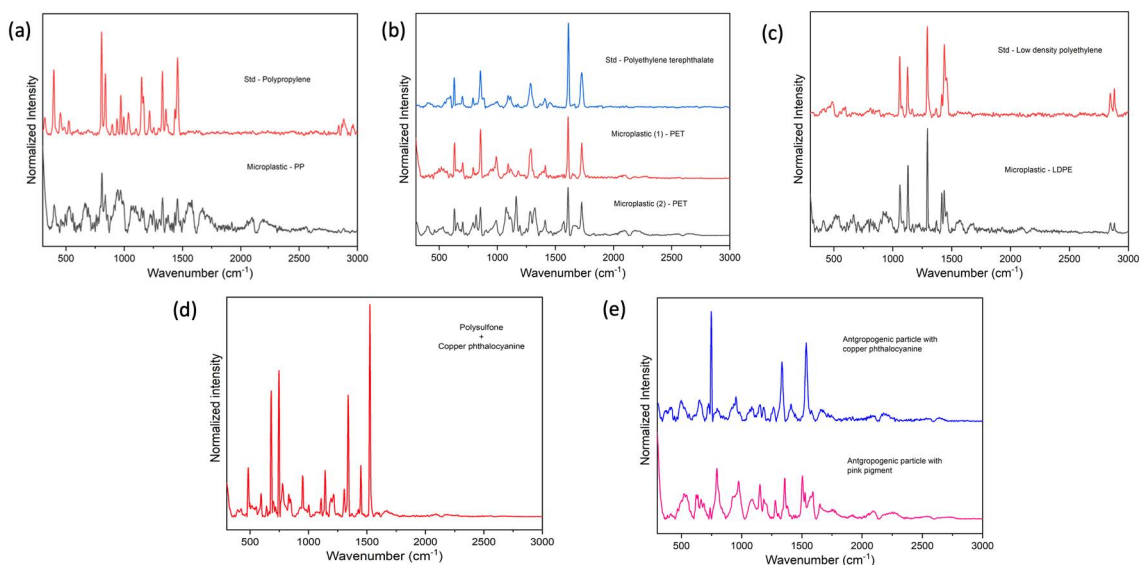 (a)
Normalized Intensity
Std - Polypropylene
Microplastic - PP
500 1000 1500 2000 2500 3000
Wavenumber (cm⁻¹)
(b)
Normalized Intensity
Std - Polyethylene terephthalate
Microplastic (1) - PET
Microplastic (2) - PET
500 1000 1500 2000 2500 3000
Wavenumber (cm⁻¹)
(c)
Normalized Intensity
Std - Low density polyethylene
Microplastic - LDPE
500 1000 1500 2000 2500 3000
Wavenumber (cm⁻¹)
(d)
Normalized intensity
Polysulfone
+
Copper phthalocyanine
500 1000 1500 2000 2500 3000
Wavenumber (cm⁻¹)
(e)
Normalized Intensity
Antgropogenic particle with
copper phthalocyanine
Antgropogenic particle with
pink pigment
500 1000 1500 2000 2500 3000
Wavenumber (cm⁻¹)